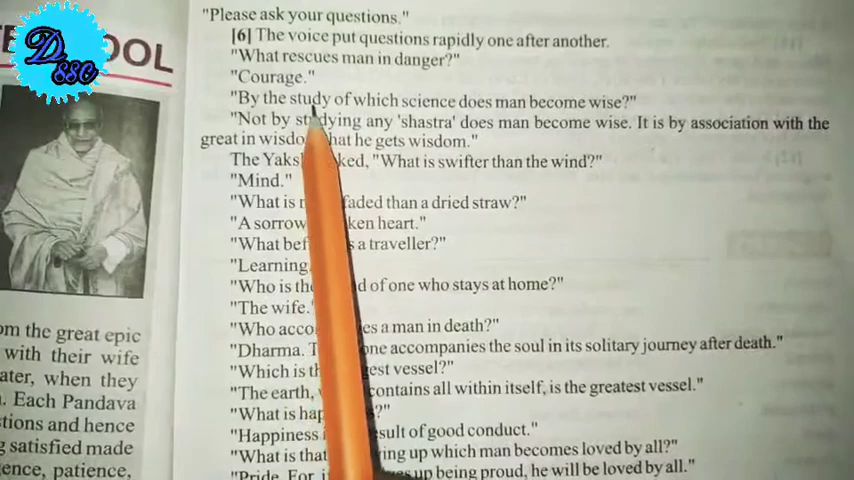 DSSC
OOL
"Please ask your questions."
[6] The voice put questions rapidly one after another.
"What rescues man in danger?"
"Courage."
"By the study of which science does man become wise?"
"Not by studying any 'shastra' does man become wise. It is by association with the
great in wisdo hat he gets wisdom."
The Yaks ked, "What is swifter than the wind?"
"Mind."
"What is faded than a dried straw?"
"A sorrow ken heart."
"What bef s a traveller?"
"Learning.
"Who is the d of one who stays at home?"
"The wife."
"Who acco es a man in death?"
"Dharma. T one accompanies the soul in its solitary journey after death."
"Which is th gest vessel?"
"The earth, contains all within itself, is the greatest vessel."
"What is hap ?"
"Happiness esult of good conduct."
"What is that ing up which man becomes loved by all?"
"Pride. For i es up being proud, he will be loved by all."
om the great epic
with their wife
ater, when they
. Each Pandava
tions and hence
g satisfied made
ence, patience,